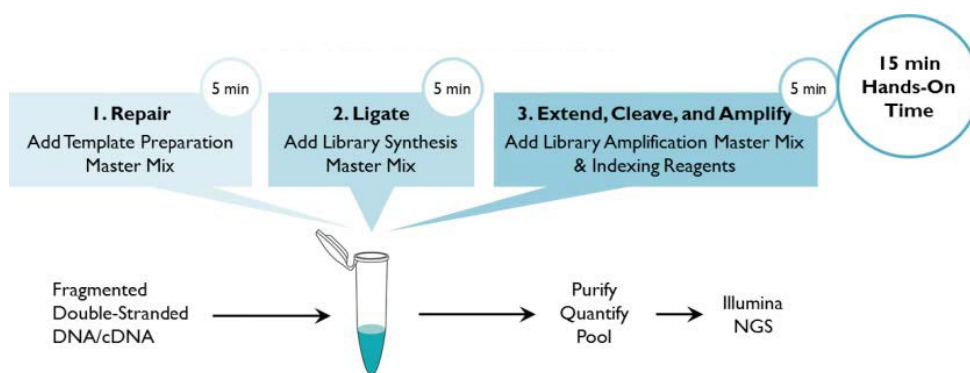 5 min
1. Repair
Add Template Preparation
Master Mix
5 min
2. Ligate
Add Library Synthesis
Master Mix
5 min
3. Extend, Cleave, and Amplify
Add Library Amplification Master Mix
& Indexing Reagents
15 min
Hands-On
Time
Fragmented
Double-Stranded
DNA/cDNA
Purify
Quantify
Pool
Illumina
NGS